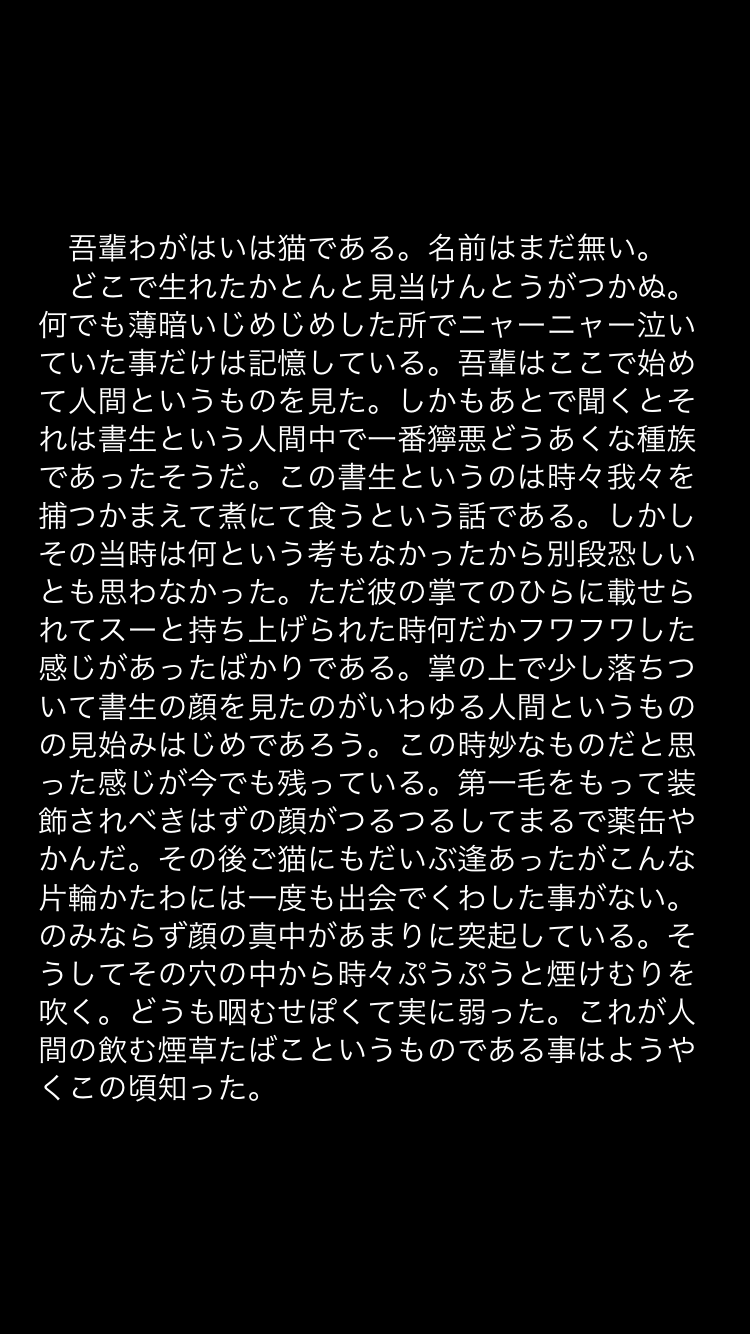 吾輩わがはいは猫である。名前はまだ無い。
　どこで生れたかとんと見当けんとうがつかぬ。
何でも薄暗いじめじめした所でニャーニャー泣い
ていた事だけは記憶している。吾輩はここで始め
て人間というものを見た。しかもあとで聞くとそ
れは書生という人間中で一番獰悪どうあくな種族
であったそうだ。この書生というのは時々我々を
捕つかまえて煮にて食うという話である。しかし
その当時は何という考もなかったから別段恐しい
とも思わなかった。ただ彼の掌てのひらに載せら
れてスーと持ち上げられた時何だかフワフワした
感じがあったばかりである。掌の上で少し落ちつ
いて書生の顔を見たのがいわゆる人間というもの
の見始みはじめであろう。この時妙なものだと思
った感じが今でも残っている。第一毛をもって装
飾されべきはずの顔がつるつるしてまるで薬缶や
かんだ。その後ご猫にもだいぶ逢あったがこんな
片輪かたわには一度も出会でくわした事がない。
のみならず顔の真中があまりに突起している。そ
うしてその穴の中から時々ぷうぷうと煙けむりを
吹く。どうも咽むせぽくて実に弱った。これが人
間の飲む煙草たばこというものである事はようや
くこの頃知った。